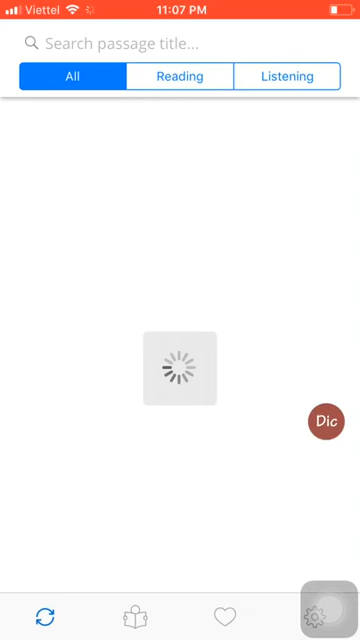 Viettel 11:07 PM
Search passage title...
All Reading Listening
Dic